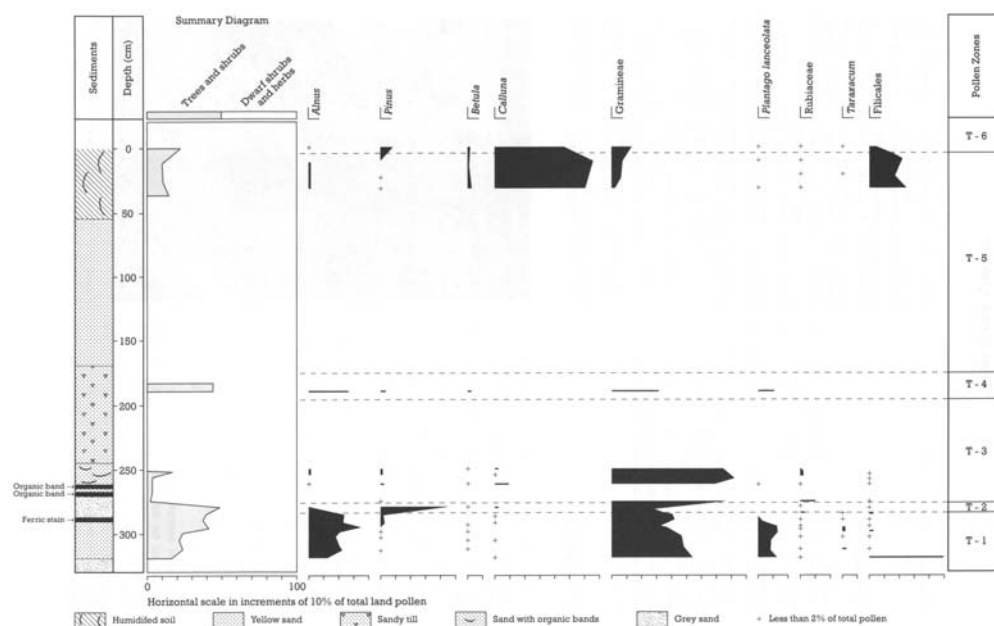 Summary Diagram
Sediments
Depth (cm)
Trees and shrubs
Dwarf shrubs
and herbs
Alnus
Pinus
Betula
Calluna
Gramineae
Plantago lanceolata
Rubiaceae
Taraxacum
Filicales
Pollen Zones
0
50
100
150
200
250
300
Organic band
Organic band
Ferric stain
T - 6
T - 5
T - 4
T - 3
T - 2
T - 1
0
100
Horizontal scale in increments of 10% of total land pollen
Humidided soil
Yellow sand
Sandy till
Sand with organic bands
Grey sand
+ Less than 2% of total pollen